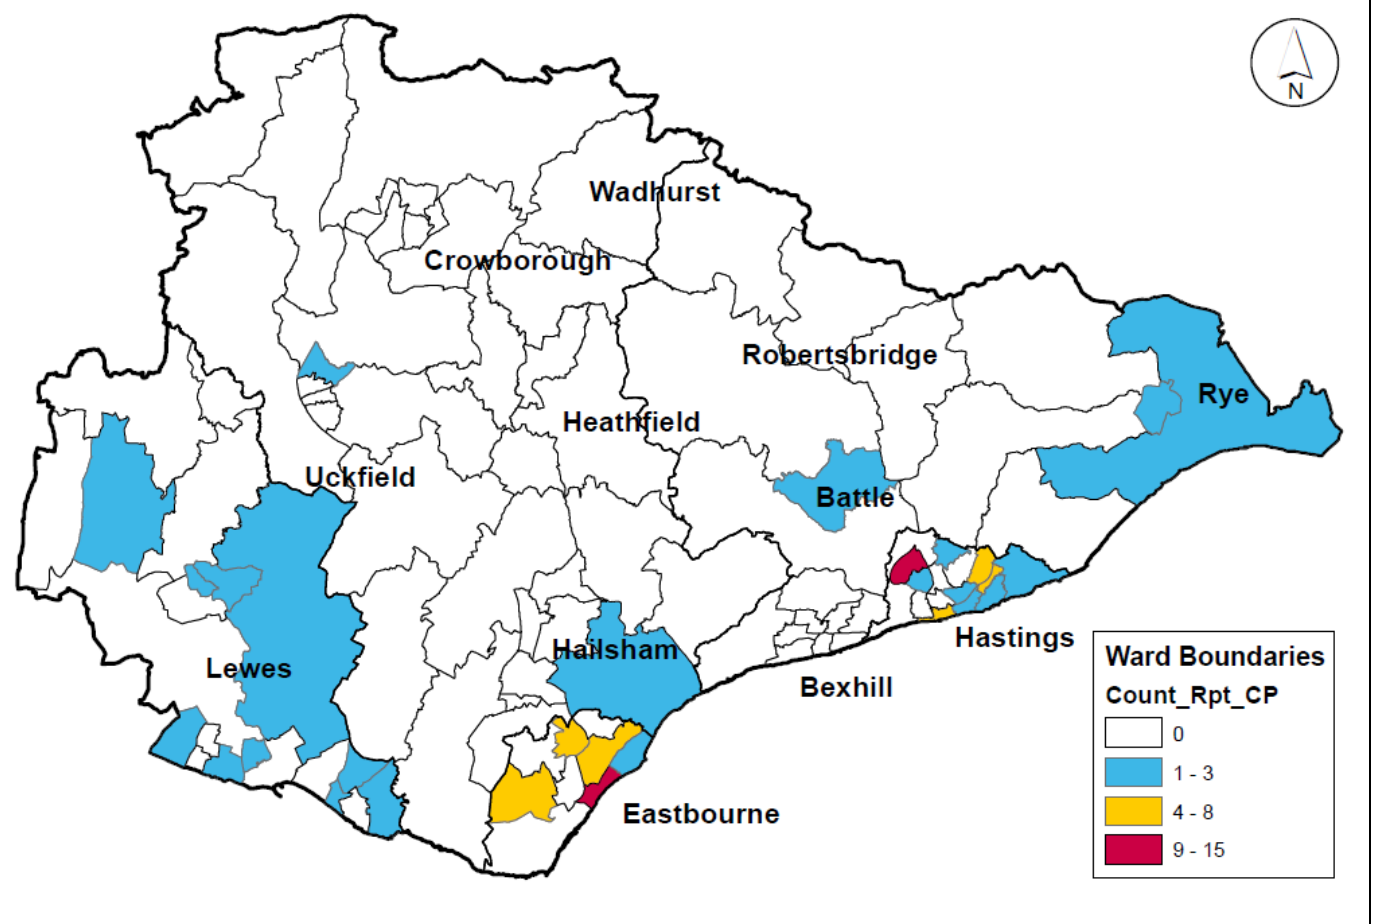 N
Wadhurst
Crowborough
Robertsbridge
Rye
Heathfield
Uckfield
Battle
Hastings
Hailsham
Lewes
Bexhill
Eastbourne
Ward Boundaries
Count_Rpt_CP
0
1 - 3
4 - 8
9 - 15